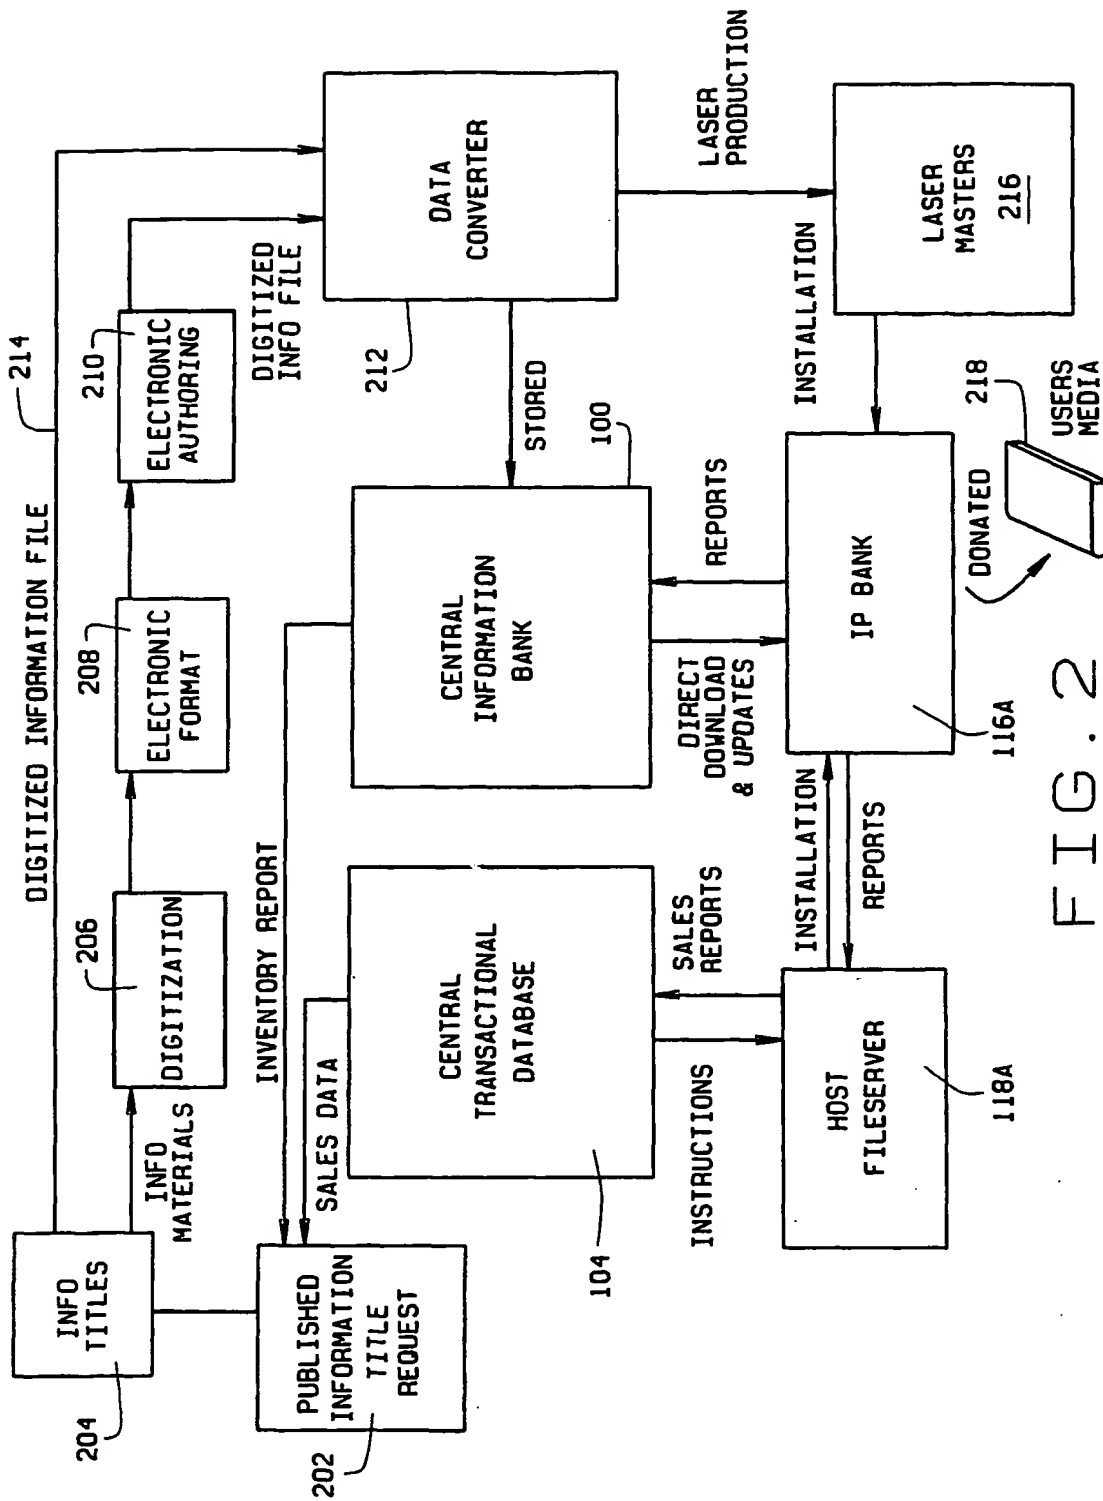 DIGITIZED INFORMATION FILE
214
INFO
TITLES
204
INFO
MATERIALS
DIGITIZATION
206
ELECTRONIC
FORMAT
208
ELECTRONIC
AUTHORING
210
DIGITIZED
INFO FILE
PUBLISHED
INFORMATION
TITLE
REQUEST
202
INVENTORY REPORT
SALES DATA
CENTRAL
TRANSACTIONAL
DATABASE
104
CENTRAL
INFORMATION
BANK
100
STORED
DATA
CONVERTER
212
INSTRUCTIONS
SALES
REPORTS
DIRECT
DOWNLOAD
& UPDATES
REPORTS
LASER
PRODUCTION
HOST
FILESERVER
118A
INSTALLATION
REPORTS
IP BANK
116A
INSTALLATION
LASER
MASTERS
216
DONATED
218
USERS
MEDIA
FIG. 2